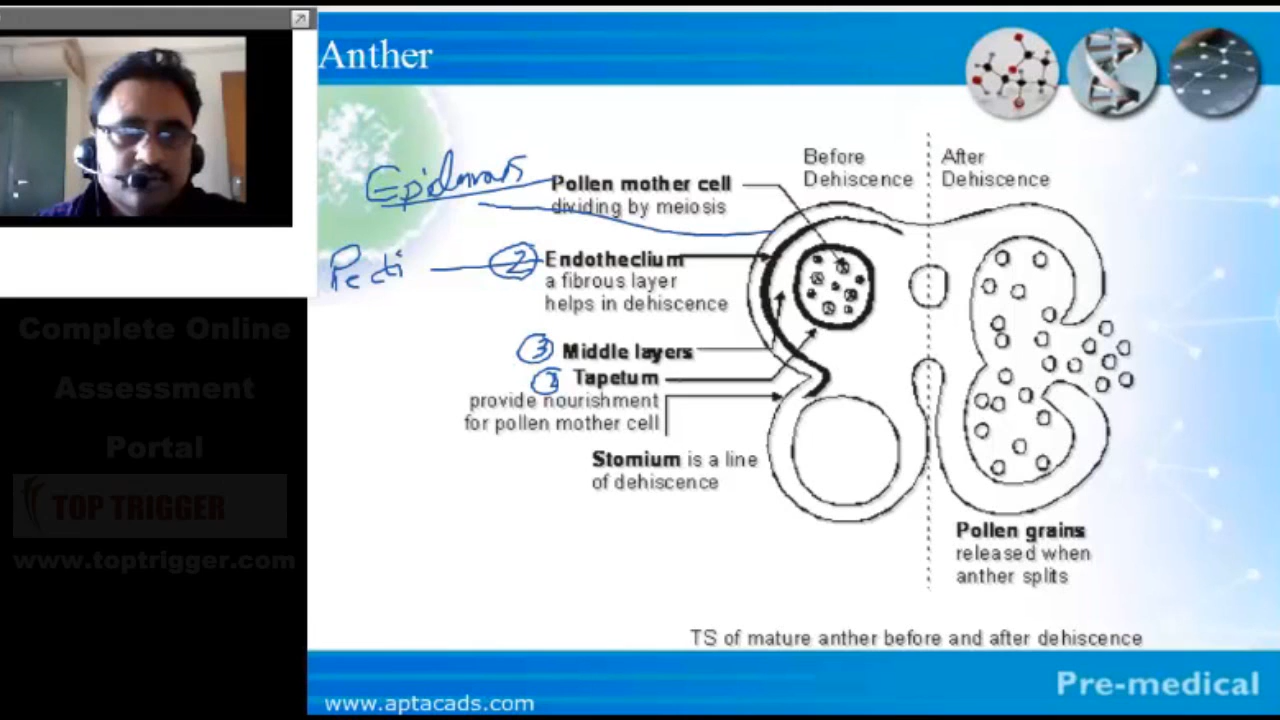 Anther
Before
Dehiscence
After
Dehiscence
Epidermis
Pollen mother cell
dividing by meiosis
Pecti
2
Endotheclium
a fibrous layer
helps in dehiscence
3
Middle layers
Tapetum
provide nourishment
for pollen mother cell
Stomium is a line
of dehiscence
Pollen grains
released when
anther splits
TS of mature anther before and after dehiscence
Complete Online
Assessment
Portal
TOP TRIGGER
www.toptrigger.com
www.aptacads.com
Pre-medical